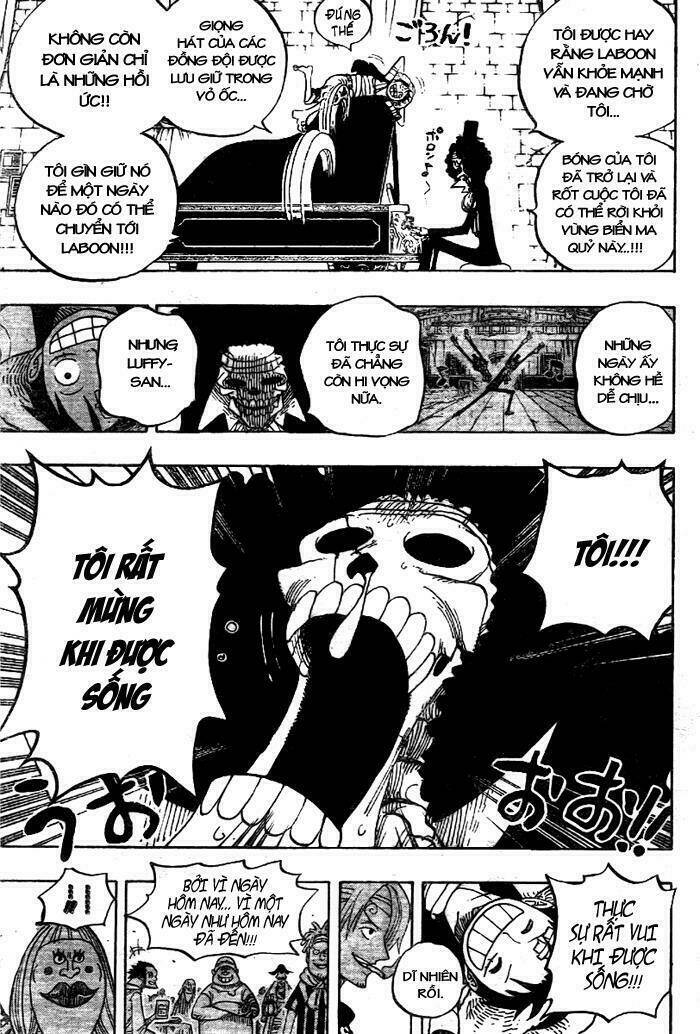 TÔI ĐƯỢC HAY
RẰNG LABOON
VẪN KHỎE MẠNH
VÀ ĐANG CHỜ
TÔI...
BÓNG CỦA TÔI
ĐÃ TRỞ LẠI VÀ
RỐT CUỘC TÔI ĐÃ
CÓ THỂ RỜI KHỎI
VÙNG BIỂN MA
QUỶ NÀY..!!!
ごろん!
ポロン♪
ĐÚNG
THẾ
GIỌNG
HÁT CỦA CÁC
ĐỒNG ĐỘI ĐƯỢC
LƯU GIỮ TRONG
VỎ ỐC...
KHÔNG CÒN
ĐƠN GIẢN CHỈ
LÀ NHỮNG HỒI
ỨC!!
TÔI GÌN GIỮ NÓ
ĐỂ MỘT NGÀY
NÀO ĐÓ CÓ THỂ
CHUYỂN TỚI
LABOON!!!
NHỮNG
NGÀY ẤY
KHÔNG HỀ
DỄ CHỊU...
TÔI THỰC SỰ
ĐÃ CHẲNG
CÒN HI VỌNG
NỮA.
NHƯNG,
LUFFY-
SAN...
TÔI!!!
TÔI RẤT
MỪNG
KHI ĐƯỢC
SỐNG
おお!!
うお
THỰC
SỰ RẤT VUI
KHI ĐƯỢC
SỐNG!!!
DĨ NHIÊN
RỒI.
BỞI VÌ NGÀY
HÔM NAY... VÌ MỘT
NGÀY NHƯ HÔM NAY
ĐÃ ĐẾN!!!